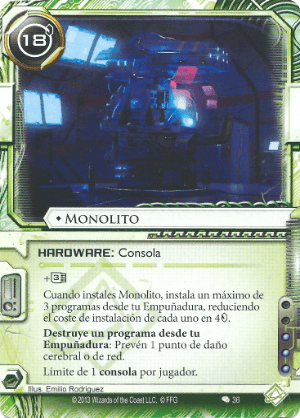 18
• MONOLITO
HARDWARE: Consola
+3
Cuando instales Monolito, instala un máximo de
3 programas desde tu Empuñadura, reduciendo
el coste de instalación de cada uno en 4.
Destruye un programa desde tu
Empuñadura: Prevén 1 punto de daño
cerebral o de red.
Límite de 1 consola por jugador.
Illus. Emilio Rodriguez
© 2013 Wizards of the Coast LLC. © FFG
36